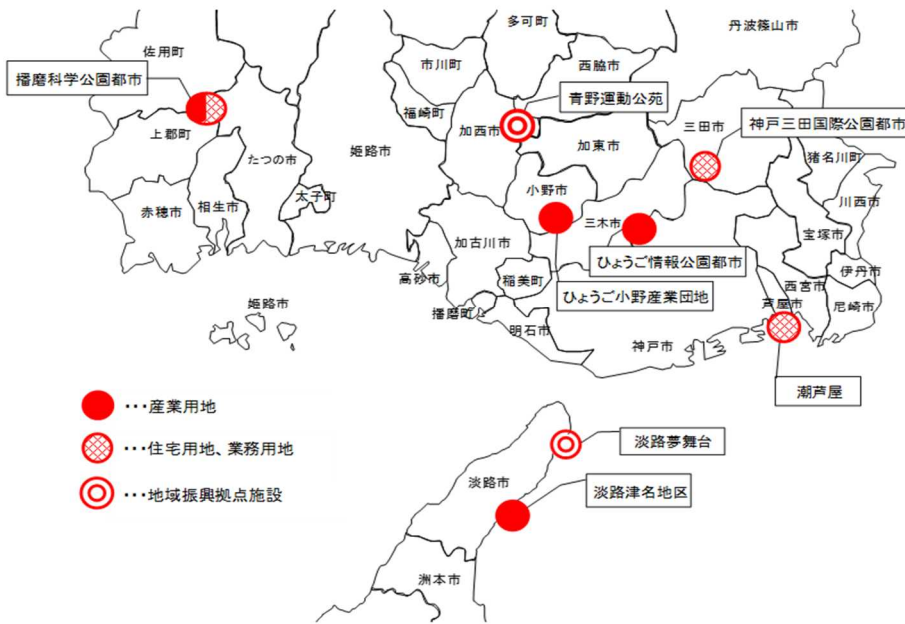 佐用町
多可町
丹波篠山市
播磨科学公園都市
市川町
西脇市
青野運動公苑
福崎町
加西市
三田市
神戸三田国際公園都市
上郡町
姫路市
加東市
猪名川町
たつの市
太子町
小野市
川西市
赤穂市
相生市
三木市
宝塚市
加古川市
ひょうご情報公園都市
伊丹市
高砂市
稲美町
西宮市
ひょうご小野産業団地
芦屋市
尼崎市
姫路市
播磨町
明石市
神戸市
潮芦屋
・・・産業用地
・・・住宅用地、業務用地
淡路夢舞台
・・・地域振興拠点施設
淡路市
淡路津名地区
洲本市